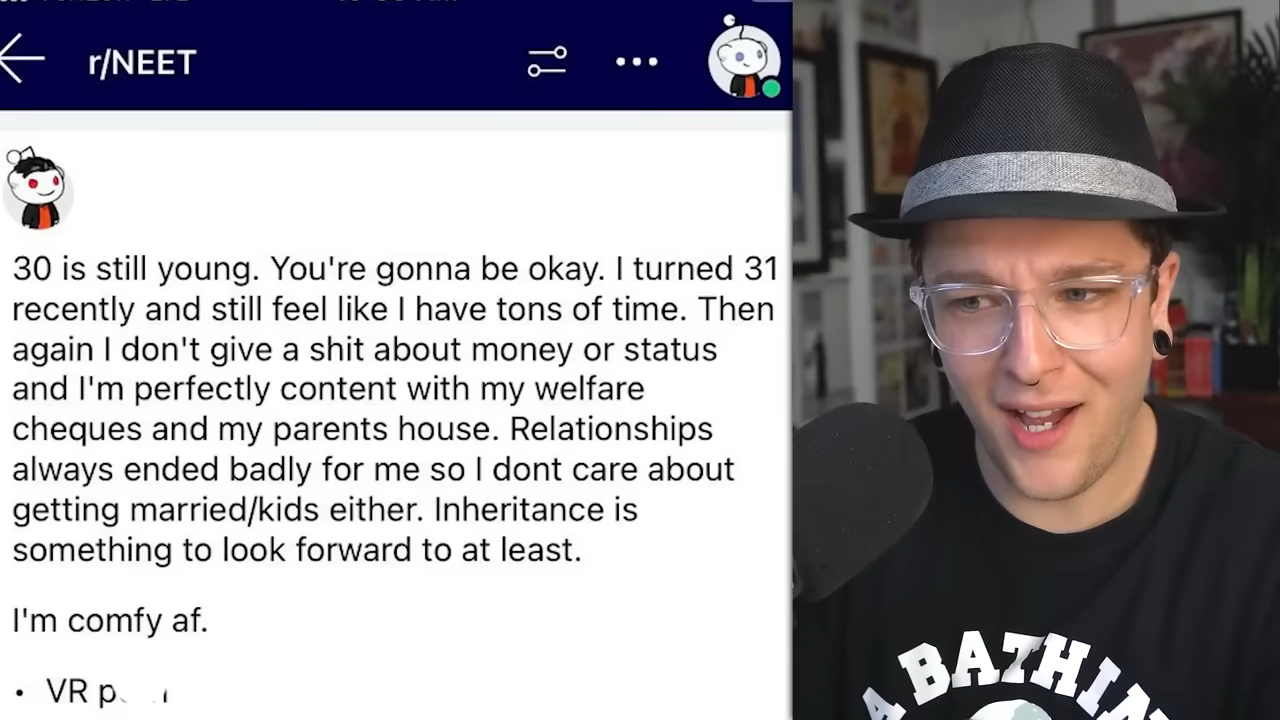 r/NEET
30 is still young. You're gonna be okay. I turned 31
recently and still feel like I have tons of time. Then
again I don't give a shit about money or status
and I'm perfectly content with my welfare
cheques and my parents house. Relationships
always ended badly for me so I dont care about
getting married/kids either. Inheritance is
something to look forward to at least.
I'm comfy af.
• VR
A BATHIN